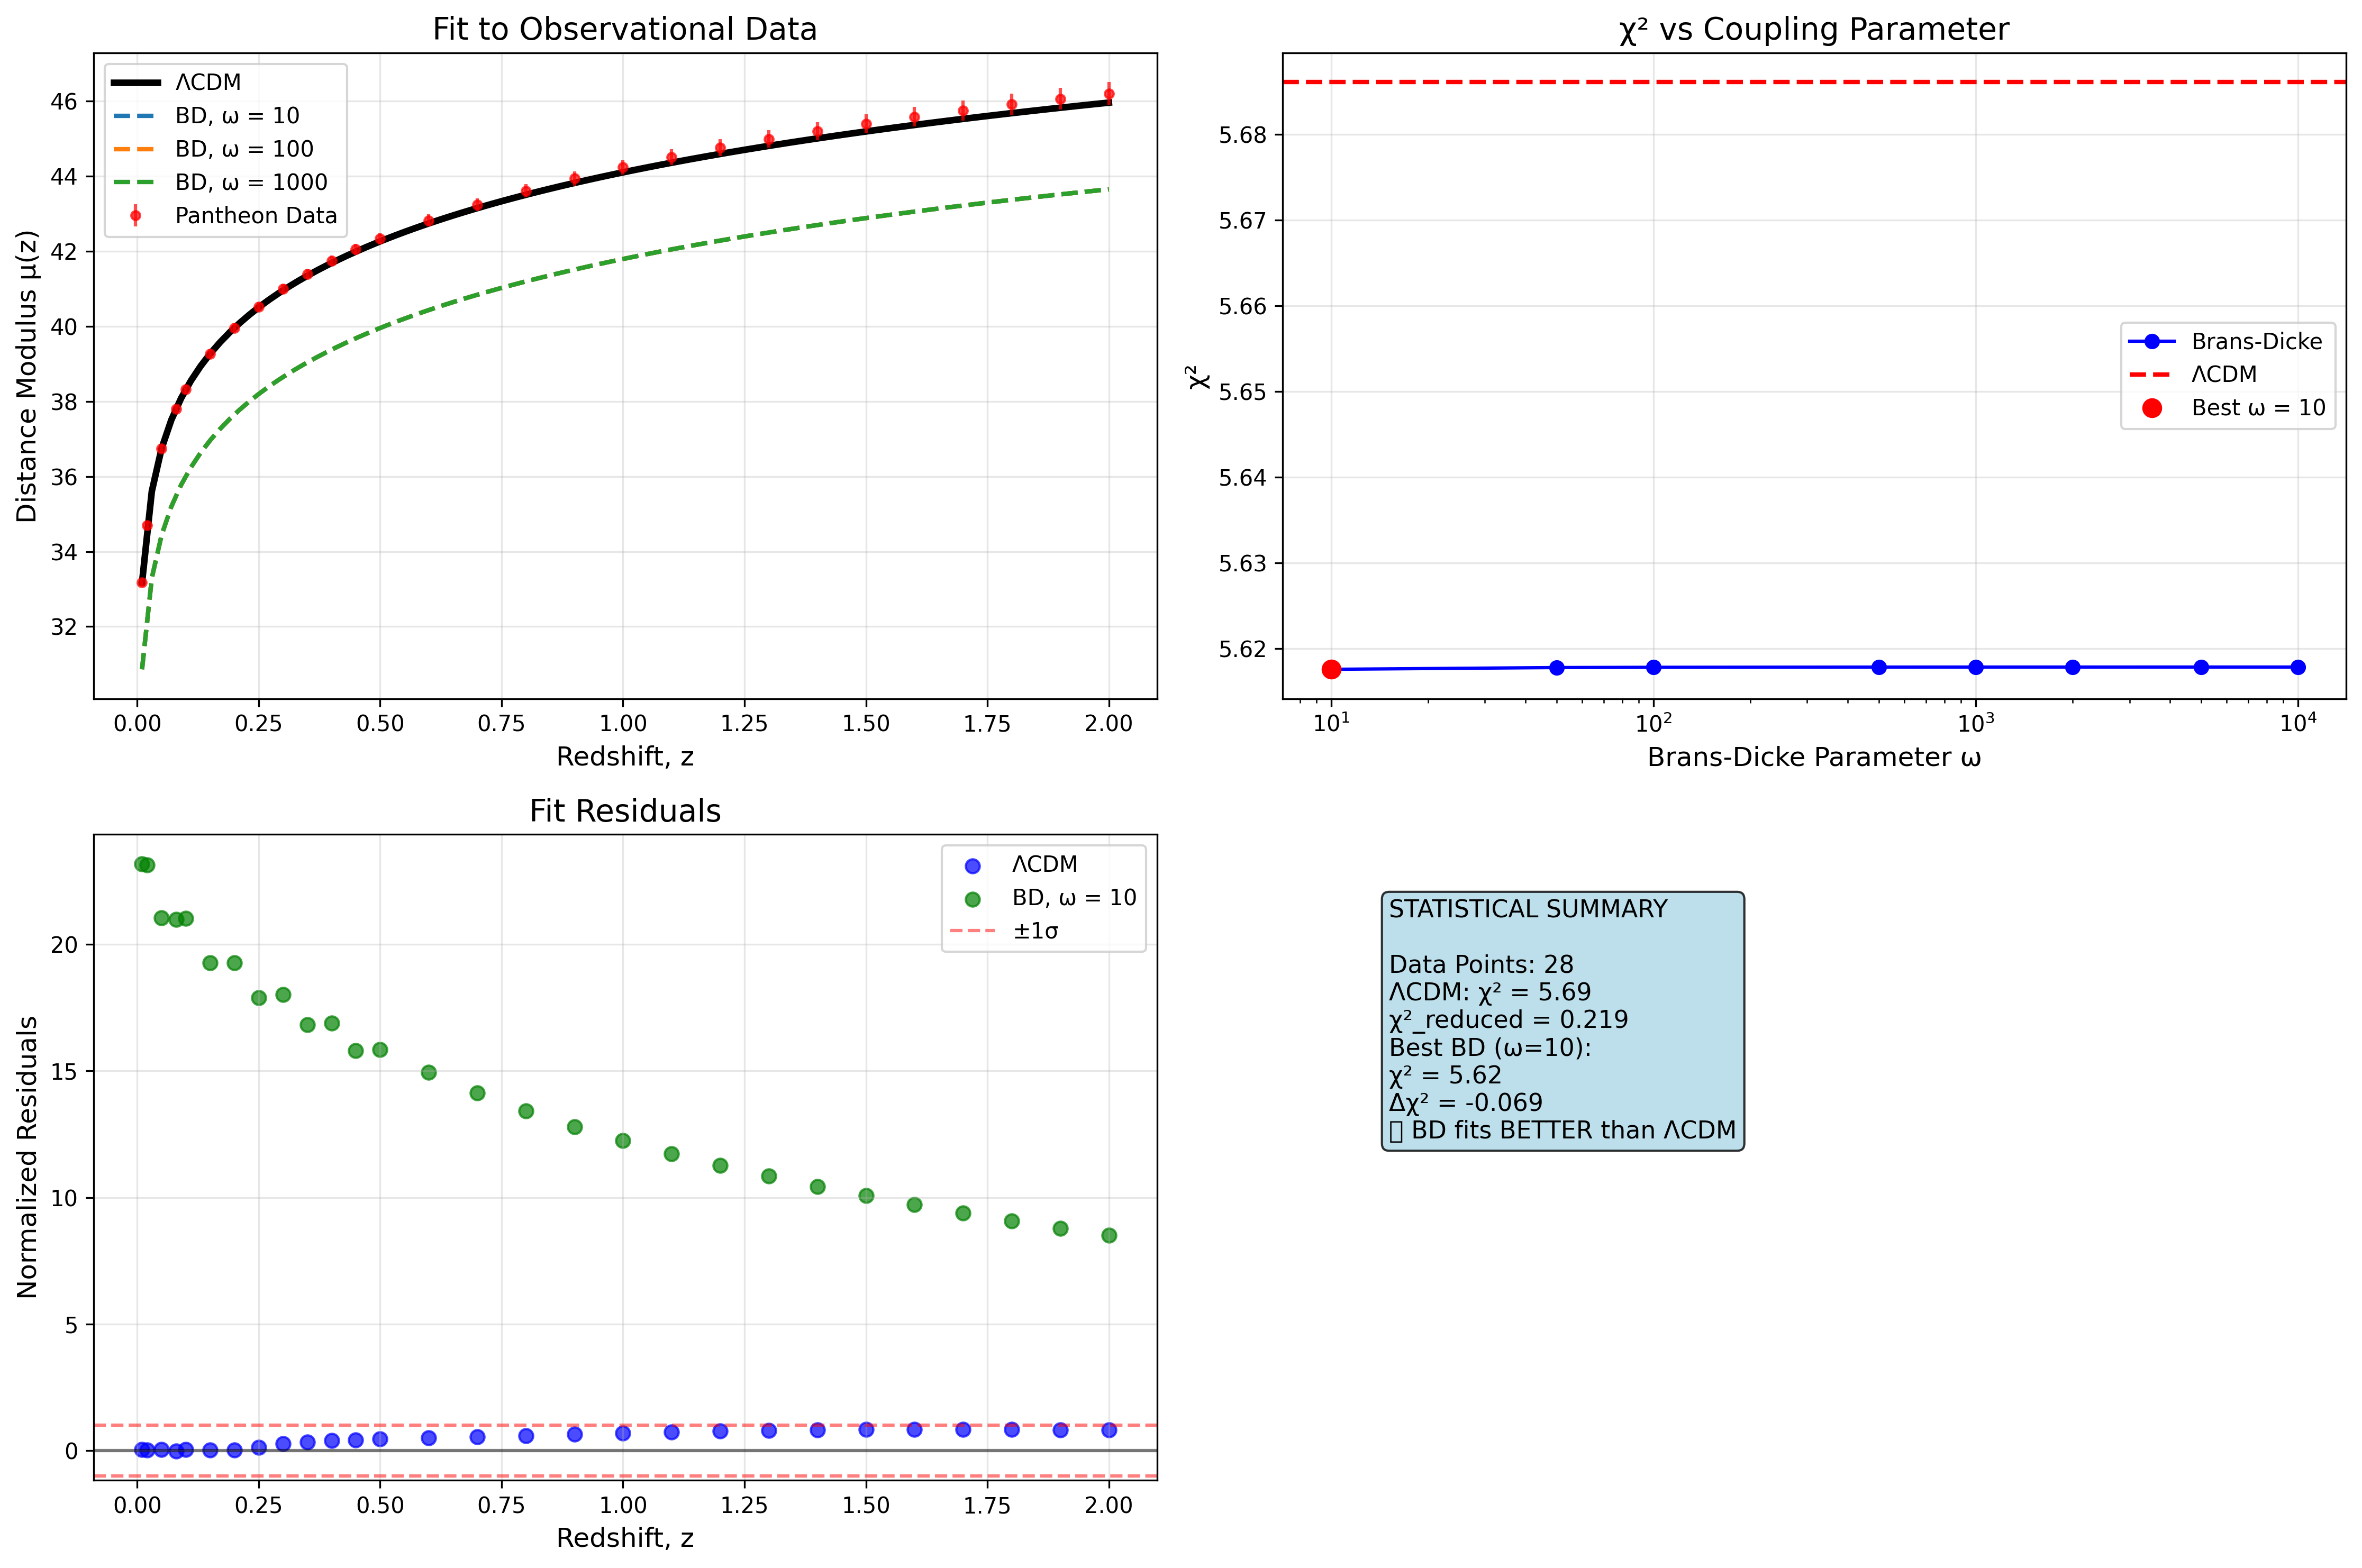 Fit to Observational Data
ΛCDM
BD, ω = 10
BD, ω = 100
BD, ω = 1000
Pantheon Data
Distance Modulus μ(z)
46
44
42
40
38
36
34
32
0.00 0.25 0.50 0.75 1.00 1.25 1.50 1.75 2.00
Redshift, z
χ² vs Coupling Parameter
χ²
5.68
5.67
5.66
5.65
5.64
5.63
5.62
Brans-Dicke
ΛCDM
Best ω = 10
10¹ 10² 10³ 10⁴
Brans-Dicke Parameter ω
Fit Residuals
ΛCDM
BD, ω = 10
±1σ
Normalized Residuals
20
15
10
5
0
0.00 0.25 0.50 0.75 1.00 1.25 1.50 1.75 2.00
Redshift, z
STATISTICAL SUMMARY
Data Points: 28
ΛCDM: χ² = 5.69
χ²_reduced = 0.219
Best BD (ω=10):
χ² = 5.62
Δχ² = -0.069
BD fits BETTER than ΛCDM